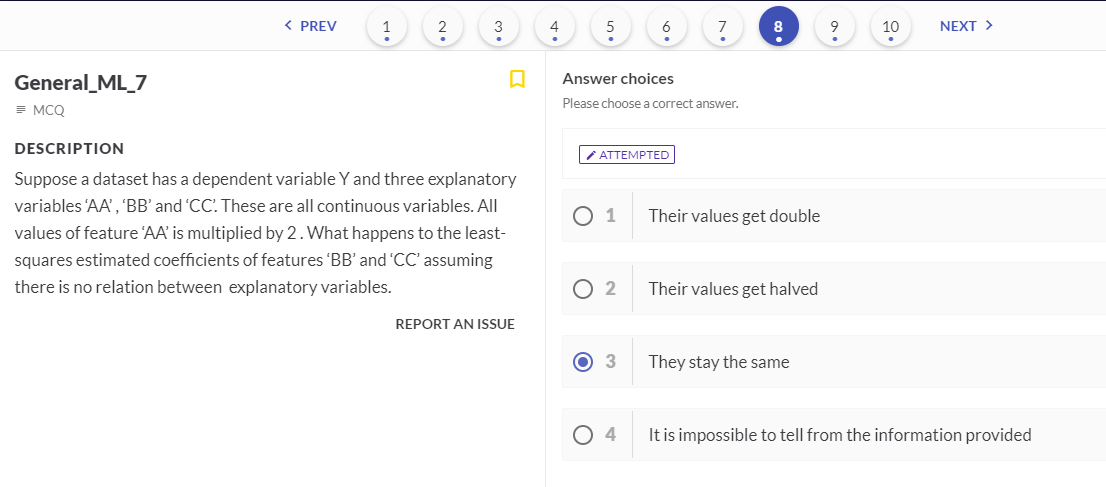 PREV 1 2 3 4 5 6 7 8 9 10 NEXT
General_ML_7
MCQ
DESCRIPTION
Suppose a dataset has a dependent variable Y and three explanatory
variables ‘AA’ , ‘BB’ and ‘CC’. These are all continuous variables. All
values of feature ‘AA’ is multiplied by 2 . What happens to the least-
squares estimated coefficients of features ‘BB’ and ‘CC’ assuming
there is no relation between explanatory variables.
REPORT AN ISSUE
Answer choices
Please choose a correct answer.
ATTEMPTED
1 Their values get double
2 Their values get halved
3 They stay the same
4 It is impossible to tell from the information provided